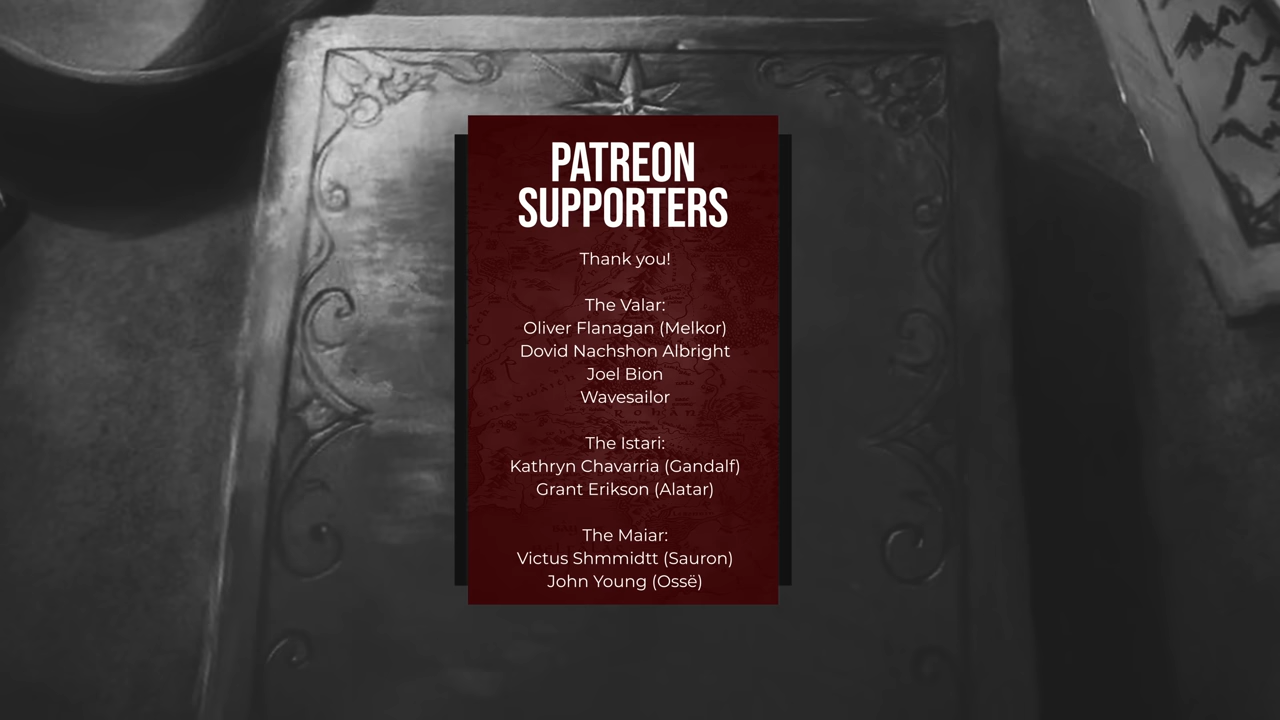 PATREON
SUPPORTERS
Thank you!
The Valar:
Oliver Flanagan (Melkor)
Dovid Nachshon Albright
Joel Bion
Wavesailor
The Istari:
Kathryn Chavarria (Gandalf)
Grant Erikson (Alatar)
The Maiar:
Victus Shmmidtt (Sauron)
John Young (Ossë)